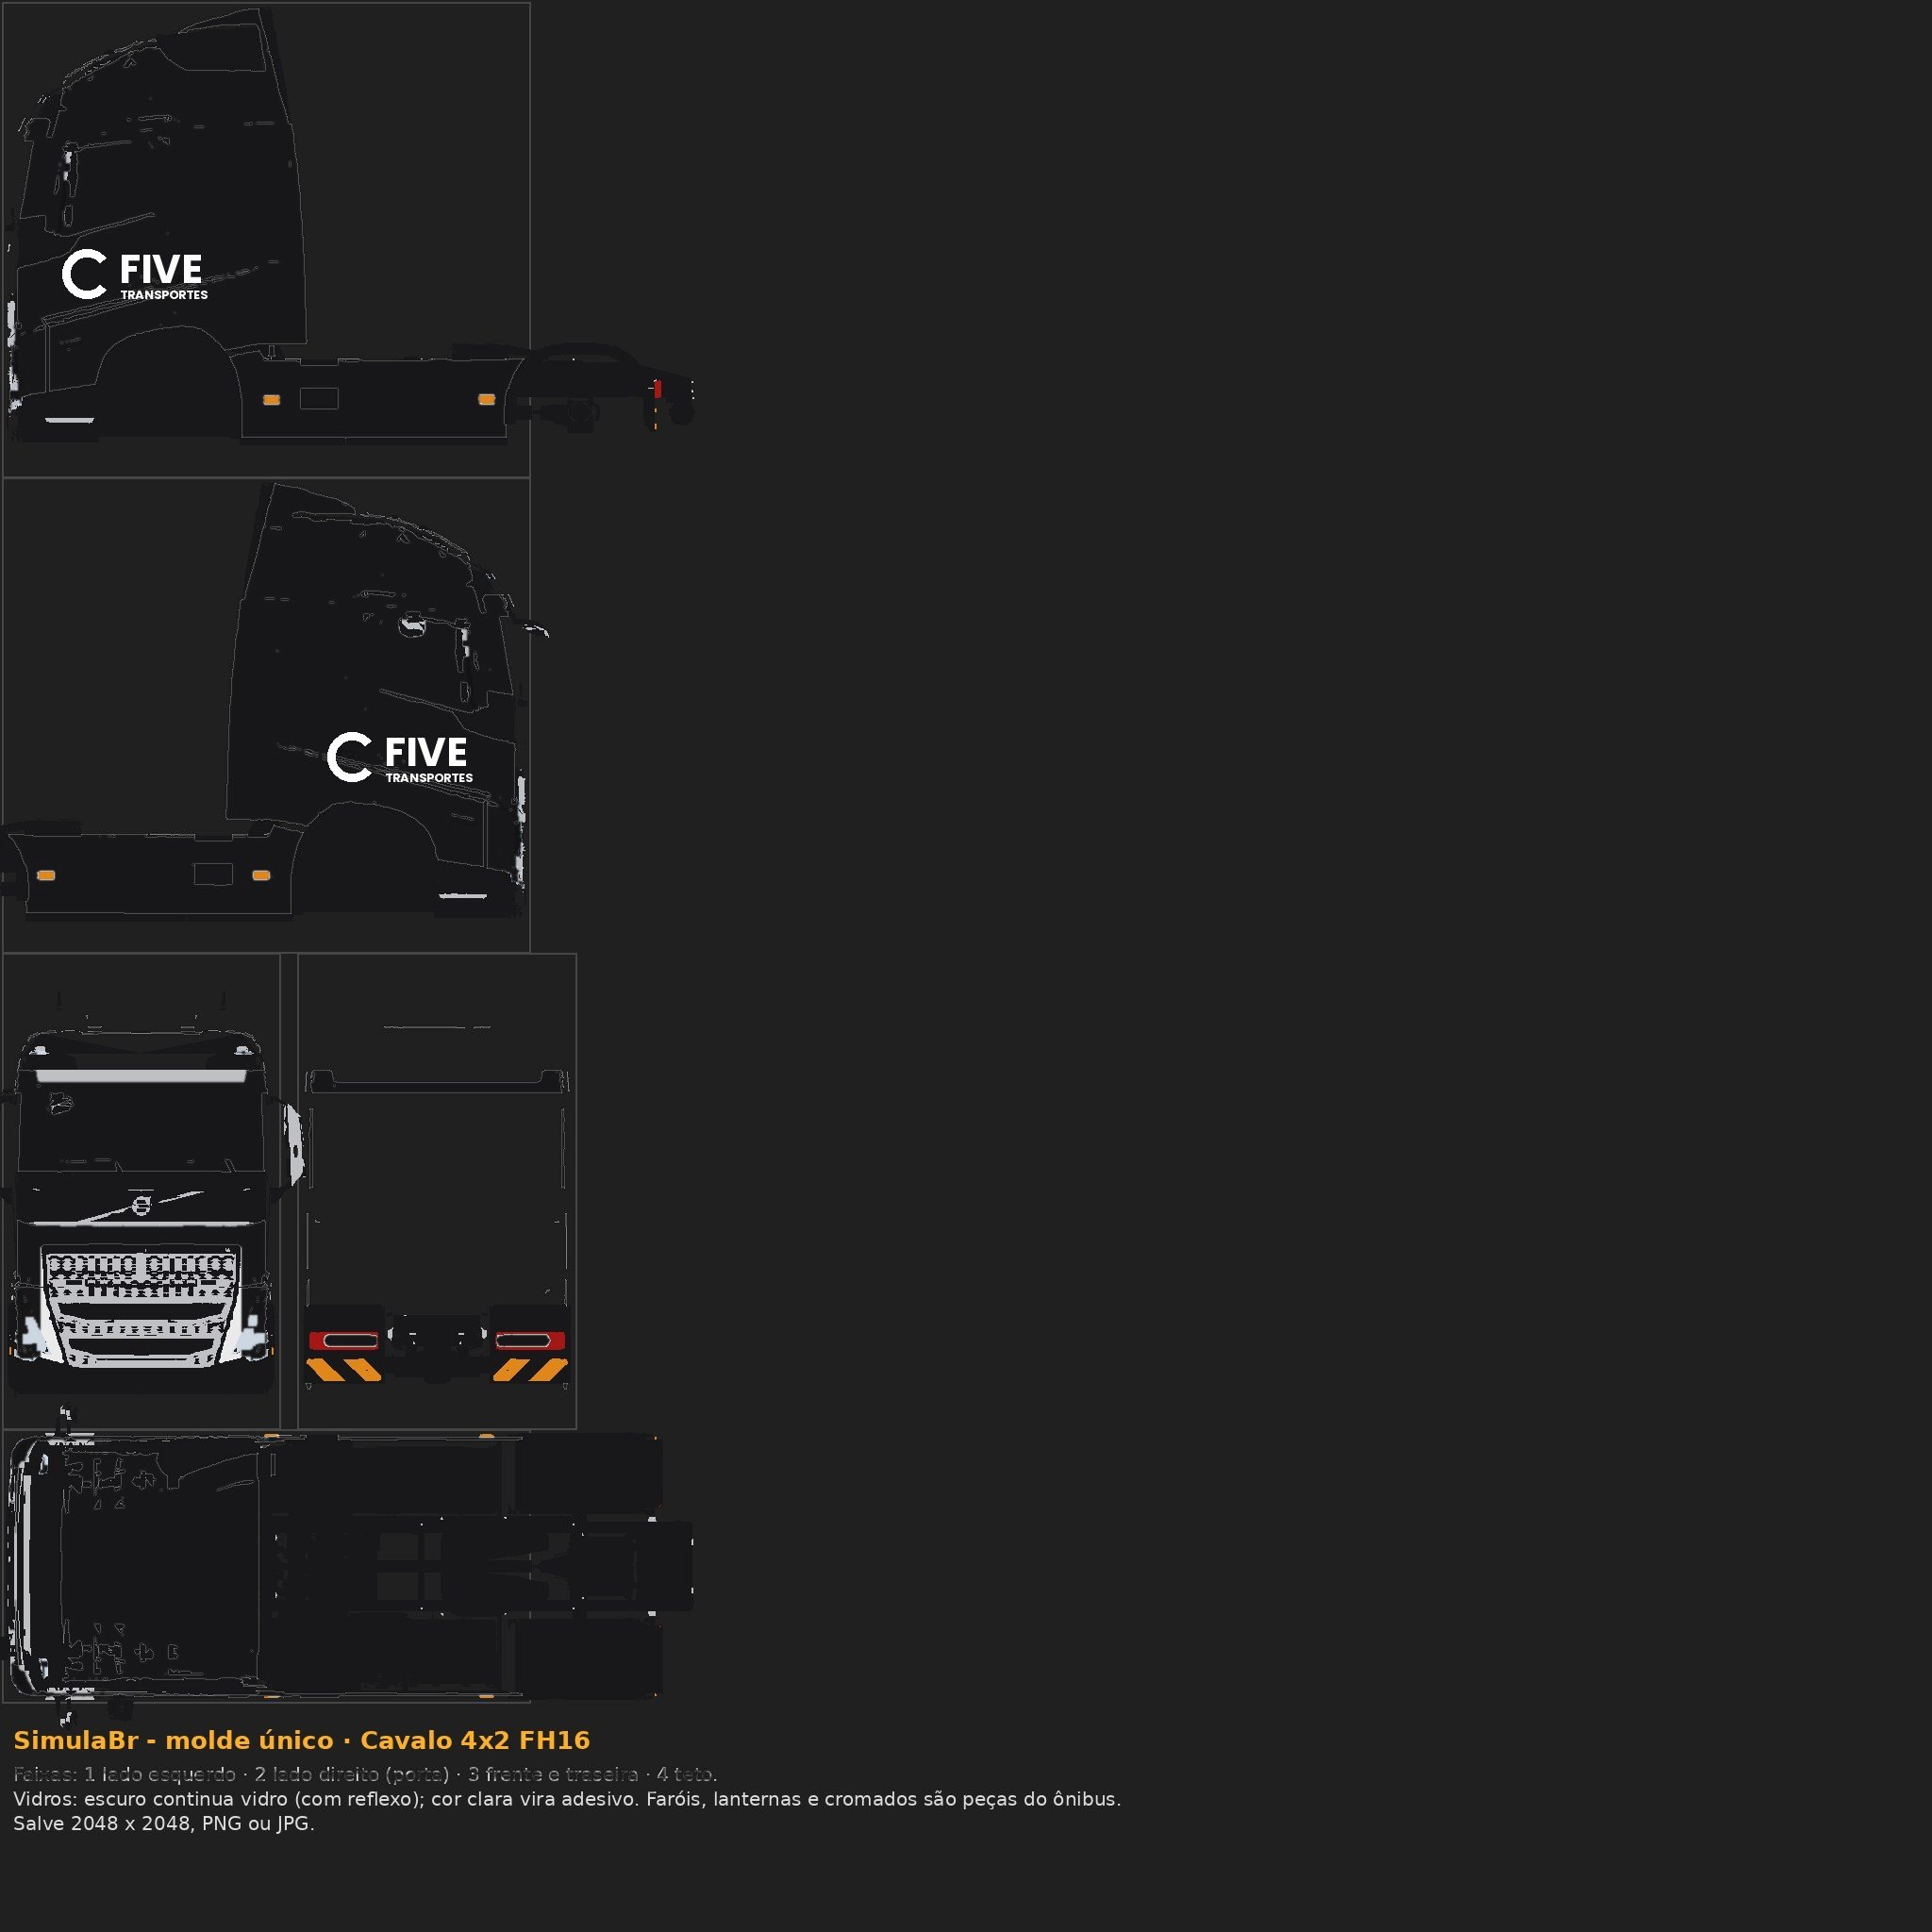 FIVE
TRANSPORTES
FIVE
TRANSPORTES
SimulaBr - molde único · Cavalo 4x2 FH16
Faixas: 1 lado esquerdo · 2 lado direito (porta) · 3 frente e traseira · 4 teto.
Vidros: escuro continua vidro (com reflexo); cor clara vira adesivo. Faróis, lanternas e cromados são peças do ônibus.
Salve 2048 x 2048, PNG ou JPG.